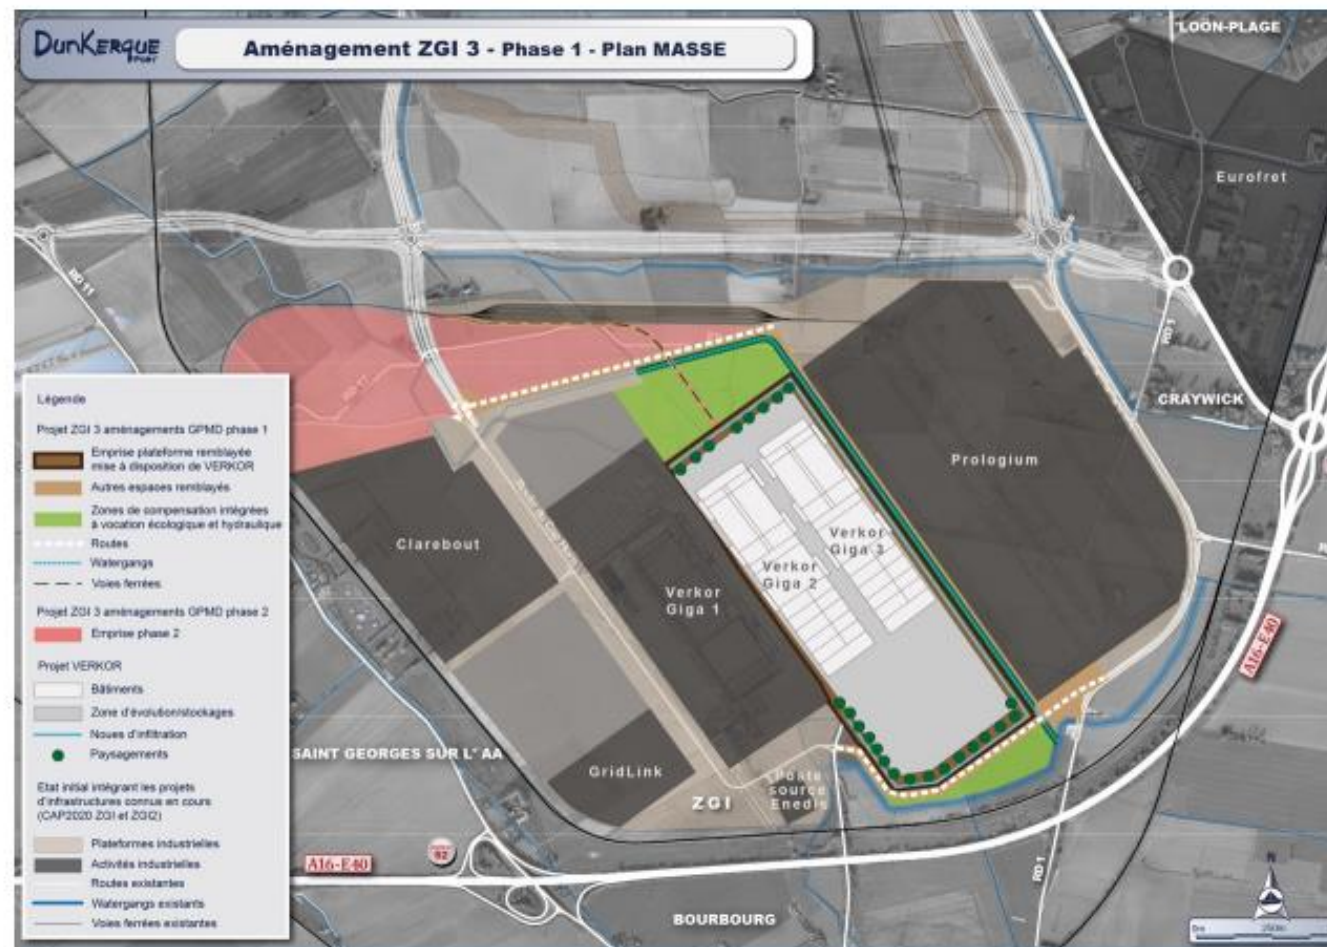 DUNKERQUE
PORT
Aménagement ZGI 3 - Phase 1 - Plan MASSE
LOON-PLAGE
Eurofret
RD 11
RD 1
CRAYWICK
Prologium
Clarebout
Verkor
Giga 1
Verkor
Giga 2
Verkor
Giga 3
GridLink
ZGI
Poste
source
Enedis
SAINT GEORGES SUR L' AA
A16-E40
A16-E40
52
RD 1
BOURBOURG
N
Légende
Projet ZGI 3 aménagements GPMD phase 1
Emprise plateforme remblayée
mise à disposition de VERKOR
Autres espaces remblayés
Zones de compensation intégrées
à vocation écologique et hydraulique
Routes
Watergangs
Voies ferrées
Projet ZGI 3 aménagements GPMD phase 2
Emprise phase 2
Projet VERKOR
Bâtiments
Zone d'évolution/stockages
Noues d'infiltration
Paysagements
Etat initial intégrant les projets
d'infrastructures connus en cours
(CAP2020 ZGI et ZGI2)
Plateformes industrielles
Activités industrielles
Routes existantes
Watergangs existants
Voies ferrées existantes